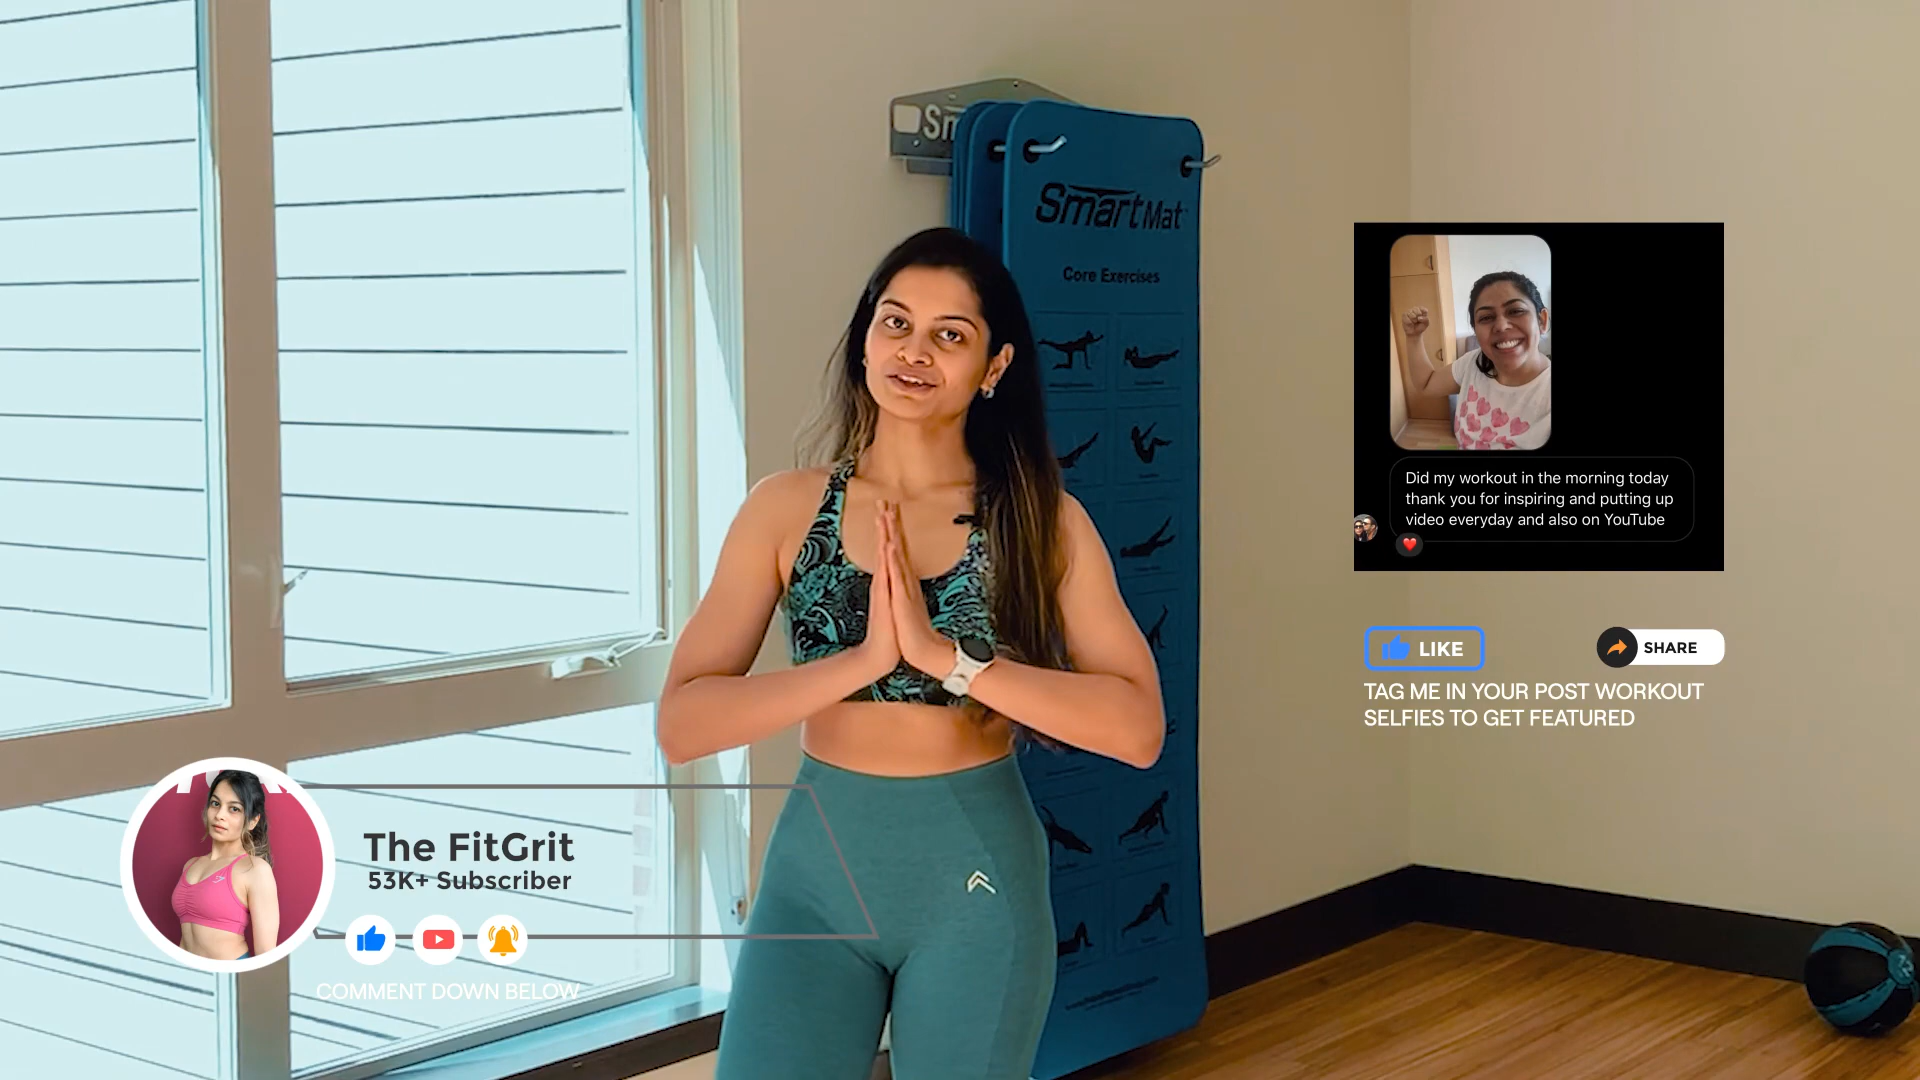 SmartMat
Core Exercises
Did my workout in the morning today
thank you for inspiring and putting up
video everyday and also on YouTube
LIKE
SHARE
TAG ME IN YOUR POST WORKOUT
SELFIES TO GET FEATURED
The FitGrit
53K+ Subscriber
COMMENT DOWN BELOW